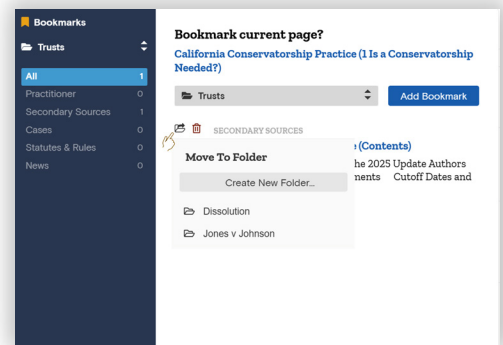 Bookmarks
Trusts
All 1
Practitioner 0
Secondary Sources 1
Cases 0
Statutes & Rules 0
News 0
Bookmark current page?
California Conservatorship Practice (1 Is a Conservatorship
Needed?)
Trusts
Add Bookmark
SECONDARY SOURCES
(Contents)
he 2025 Update Authors
ments Cutoff Dates and
Move To Folder
Create New Folder...
Dissolution
Jones v Johnson